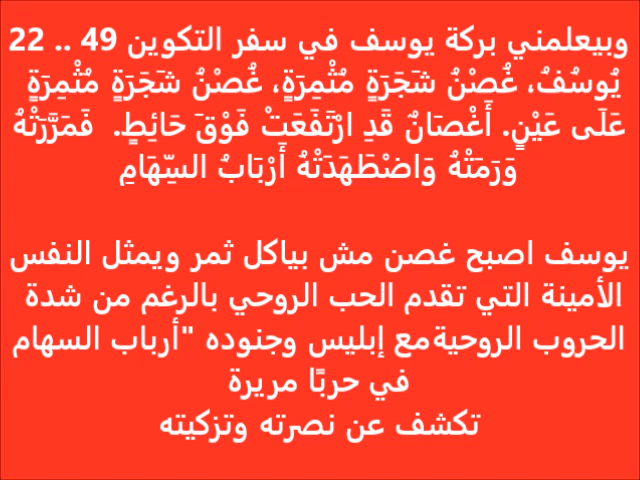 وبيعلمني بركة يوسف في سفر التكوين 49 .. 22
يُوسُفُ، غُصْنُ شَجَرَةٍ مُثْمِرَةٍ، غُصْنُ شَجَرَةٍ مُثْمِرَةٍ
عَلَى عَيْنٍ. أَغْصَانٌ قَدِ ارْتَفَعَتْ فَوْقَ حَائِطٍ. فَمَرَّرَتْهُ
وَرَمَتْهُ وَاضْطَهَدَتْهُ أَرْبَابُ السِّهَامِ
يوسف اصبح غصن مش بياكل ثمر ويمثل النفس
الأمينة التي تقدم الحب الروحي بالرغم من شدة
الحروب الروحيةمع إبليس وجنوده "أرباب السهام
في حربًا مريرة
تكشف عن نصرته وتزكيته